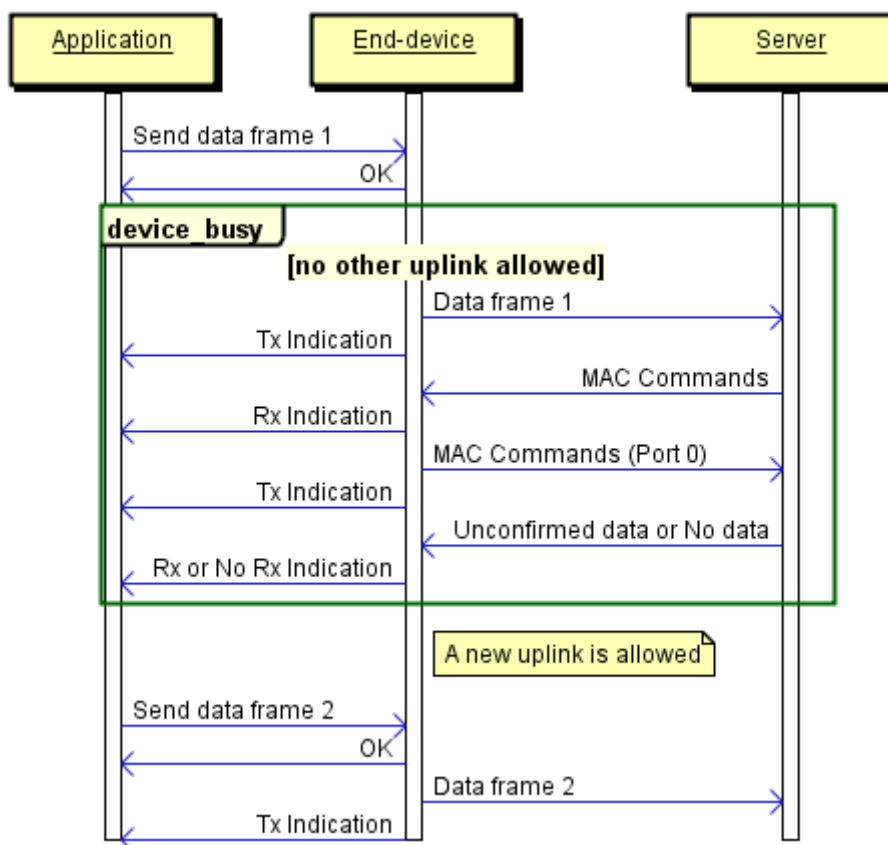 Application
End-device
Server
Send data frame 1
OK
device_busy
[no other uplink allowed]
Data frame 1
Tx Indication
MAC Commands
Rx Indication
MAC Commands (Port 0)
Tx Indication
Unconfirmed data or No data
Rx or No Rx Indication
A new uplink is allowed
Send data frame 2
OK
Data frame 2
Tx Indication